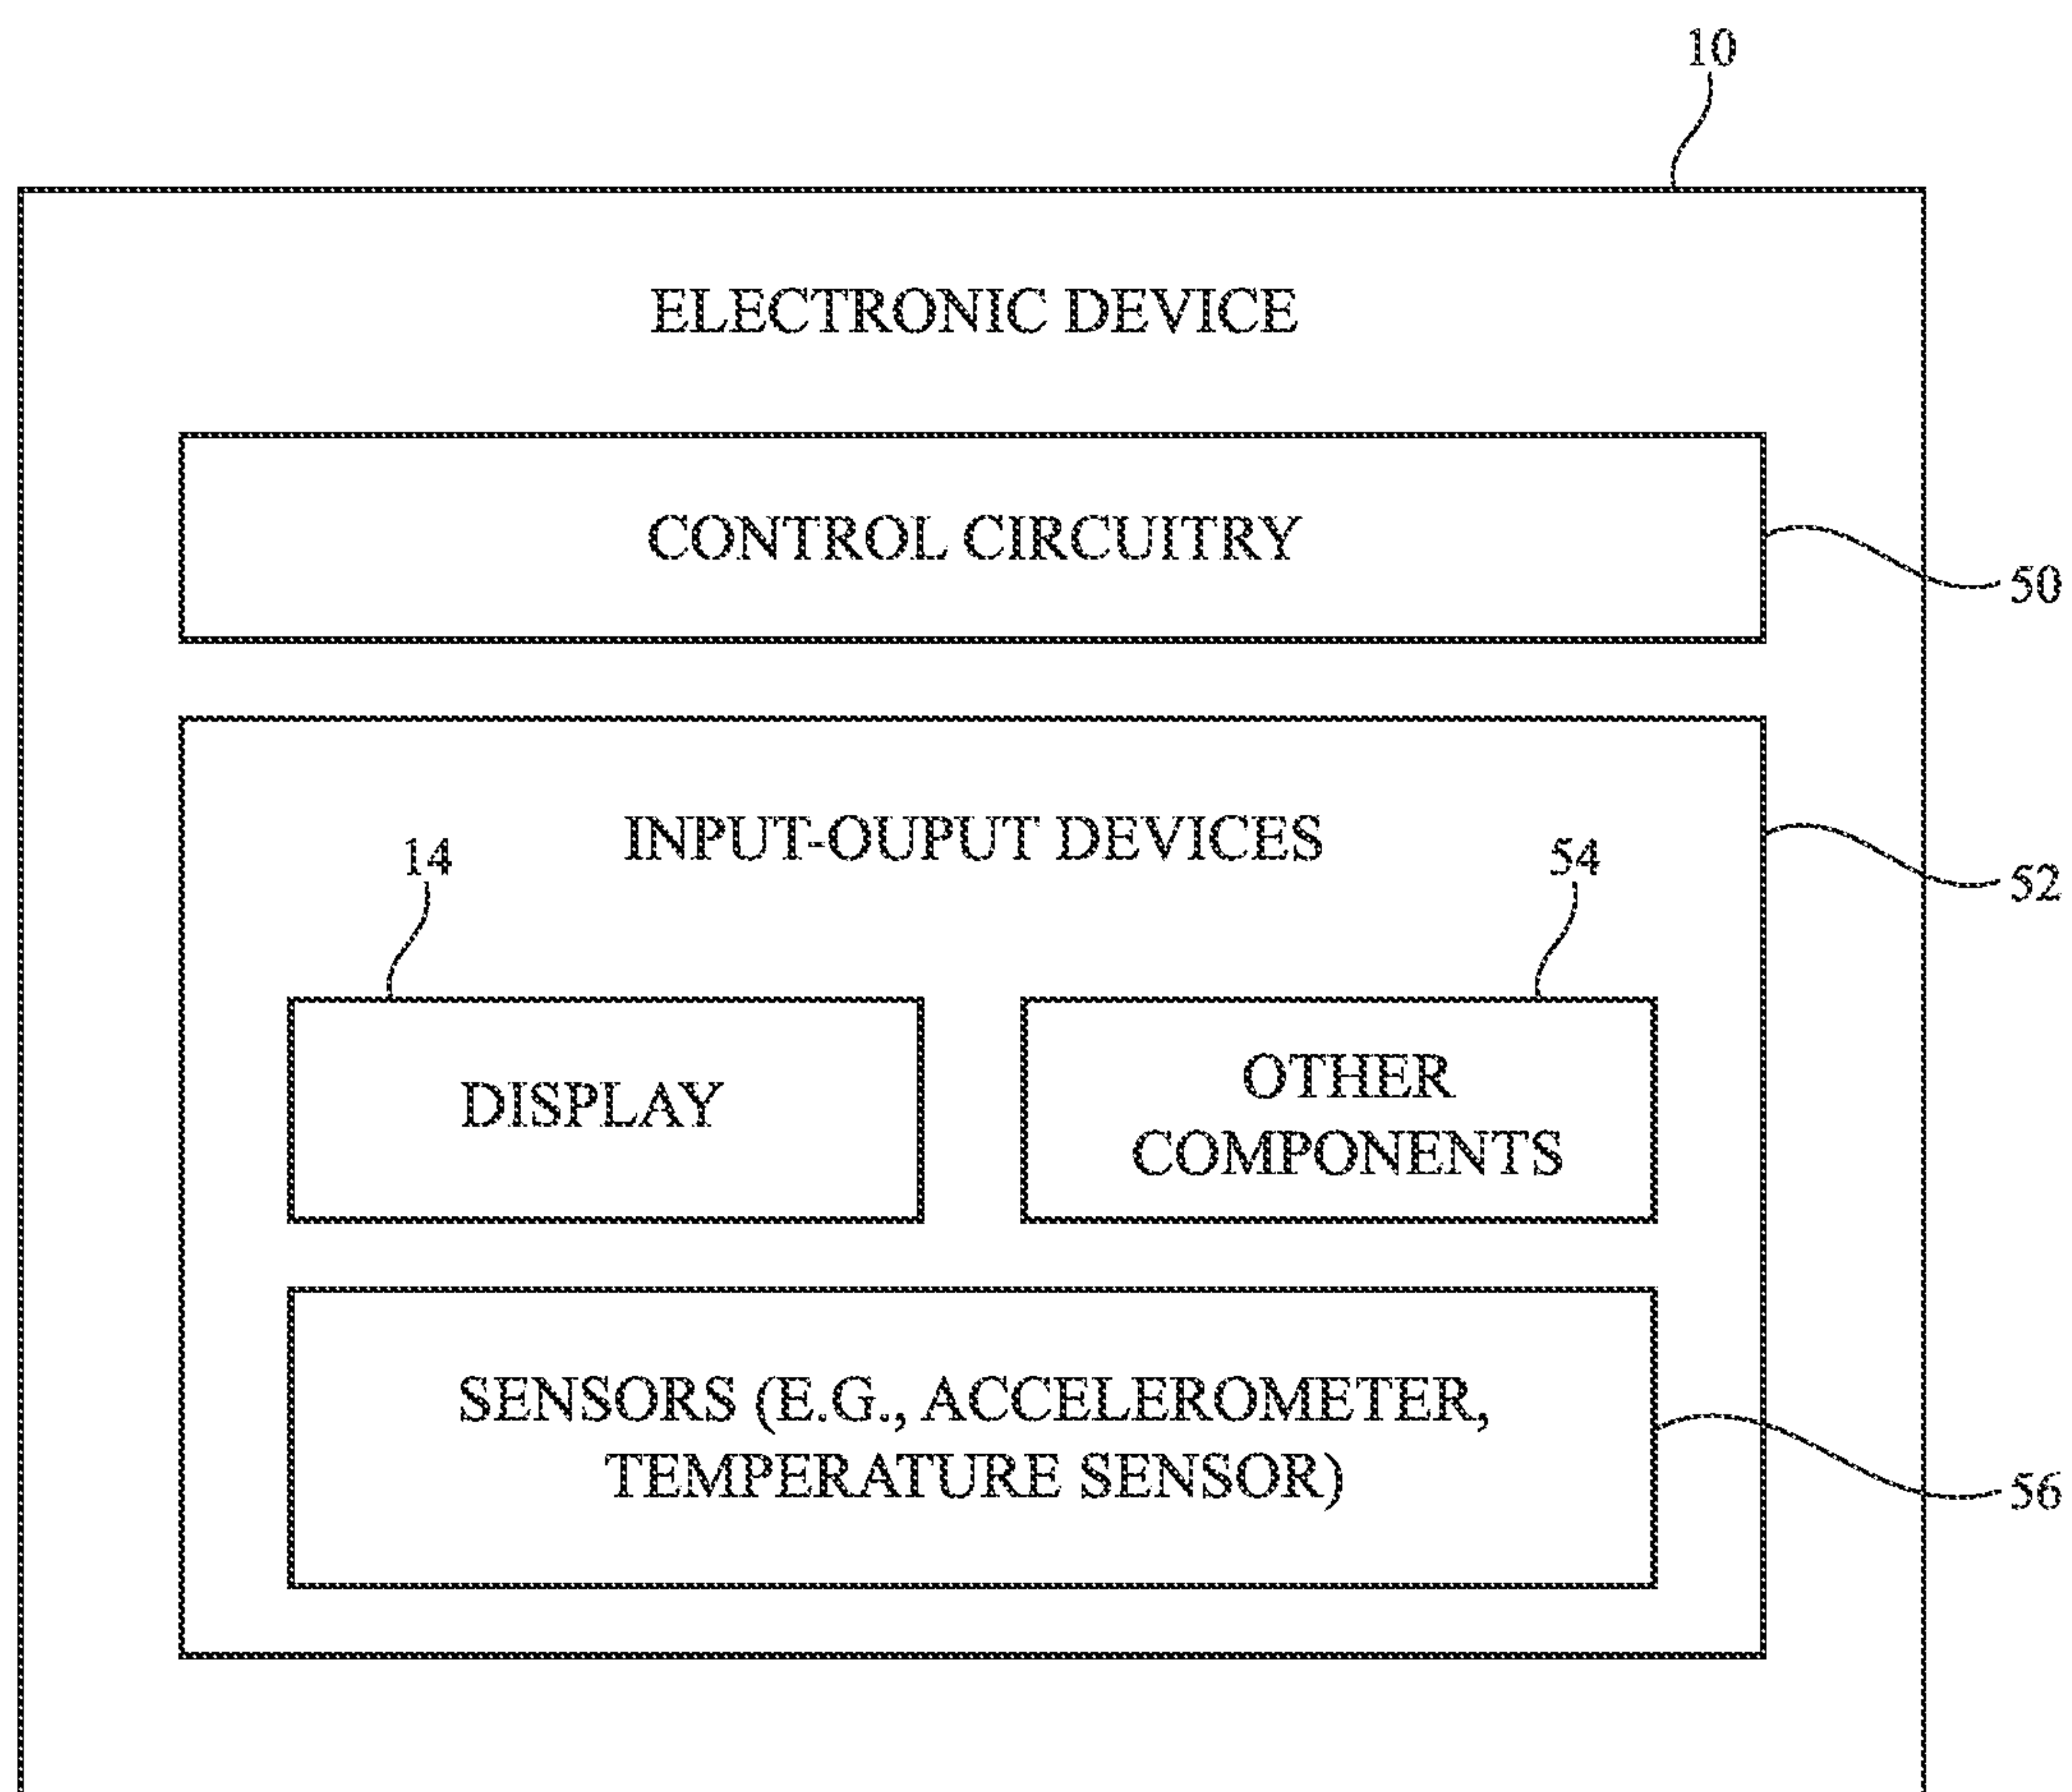 10
ELECTRONIC DEVICE
CONTROL CIRCUITRY
50
INPUT-OUPUT DEVICES
14
54
52
DISPLAY
OTHER
COMPONENTS
SENSORS (E.G., ACCELEROMETER,
TEMPERATURE SENSOR)
56